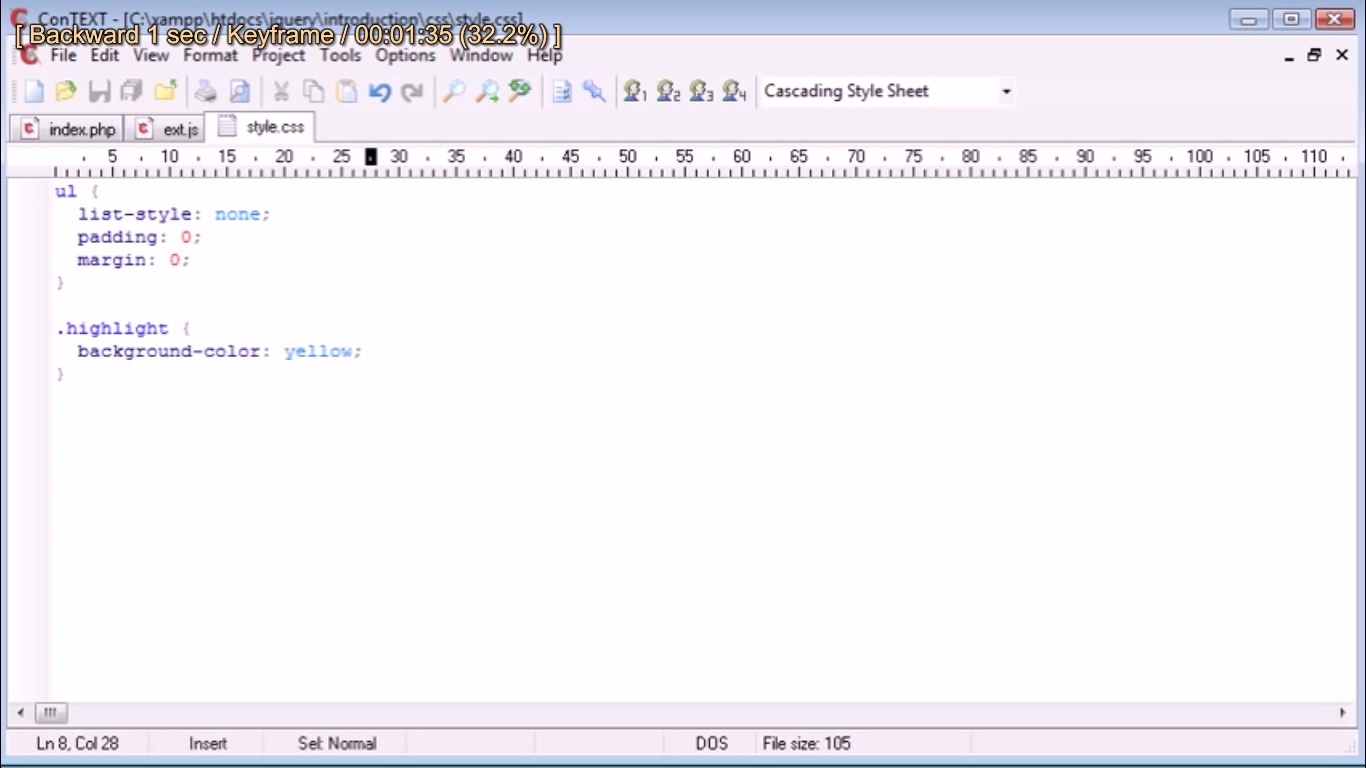 ConTEXT - [C:\xampp\htdocs\jquery\introduction\css\style.css]
[ Backward 1 sec / Keyframe / 00:01:35 (32.2%) ]
File Edit View Format Project Tools Options Window Help
1 2 3 4 Cascading Style Sheet
index.php ext.js style.css
5 10 15 20 25 30 35 40 45 50 55 60 65 70 75 80 85 90 95 100 105 110
ul {
  list-style: none;
  padding: 0;
  margin: 0;
}
.highlight {
  background-color: yellow;
}
Ln 8, Col 28 Insert Sel: Normal DOS File size: 105